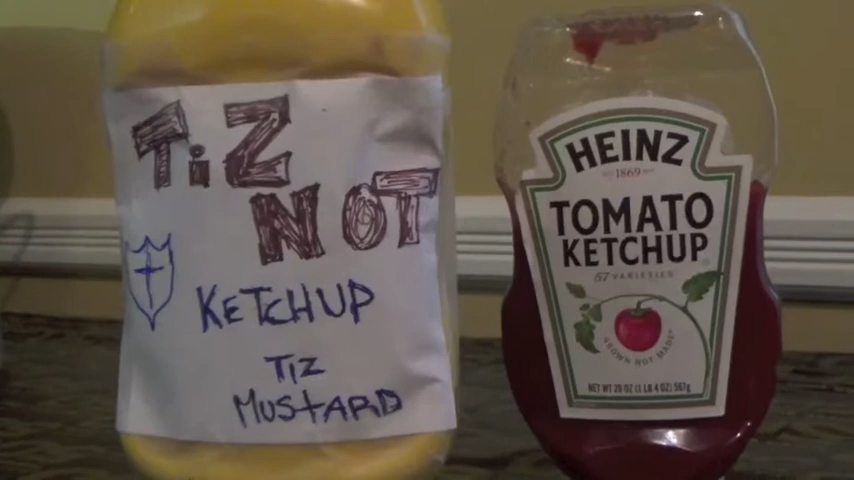 TiZ
NOT
KETCHUP
TIZ
MUSTARD
HEINZ
EST 1869
TOMATO
KETCHUP
57 VARIETIES
GROWN NOT MADE
NET WT 20 OZ (1 LB 4 OZ) 567g